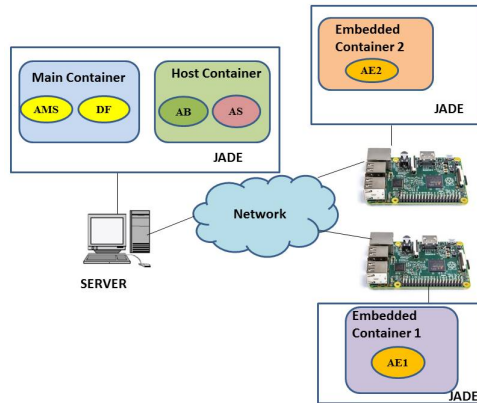 Main Container
AMS
DF
Host Container
AB
AS
JADE
Embedded
Container 2
AE2
JADE
Network
SERVER
Embedded
Container 1
AE1
JADE